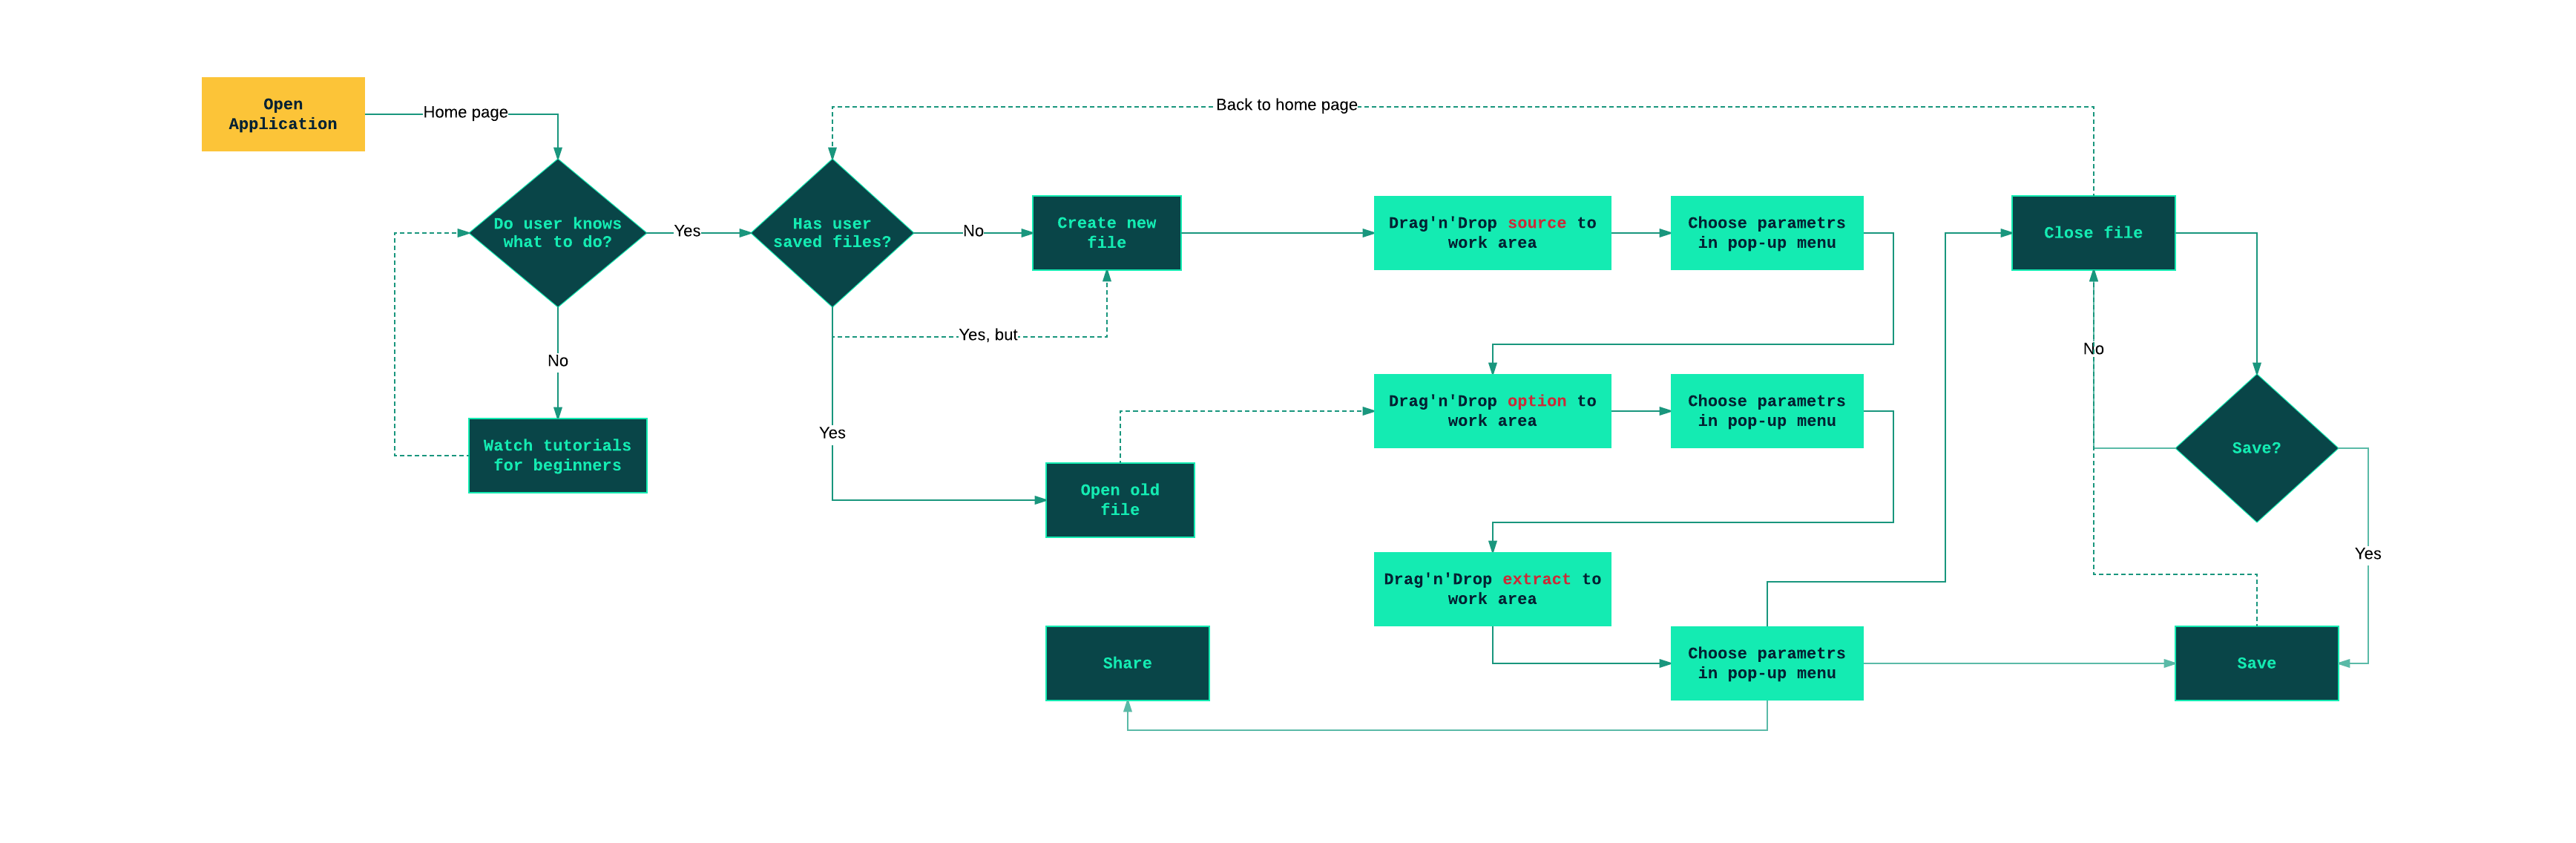 Open
Application
Home page
Back to home page
Do user knows
what to do?
Yes
Has user
saved files?
No
Create new
file
Drag'n'Drop source to
work area
Choose parametrs
in pop-up menu
Close file
Yes, but
No
No
Yes
Drag'n'Drop option to
work area
Choose parametrs
in pop-up menu
Save?
Watch tutorials
for beginners
Open old
file
Yes
Drag'n'Drop extract to
work area
Share
Choose parametrs
in pop-up menu
Save